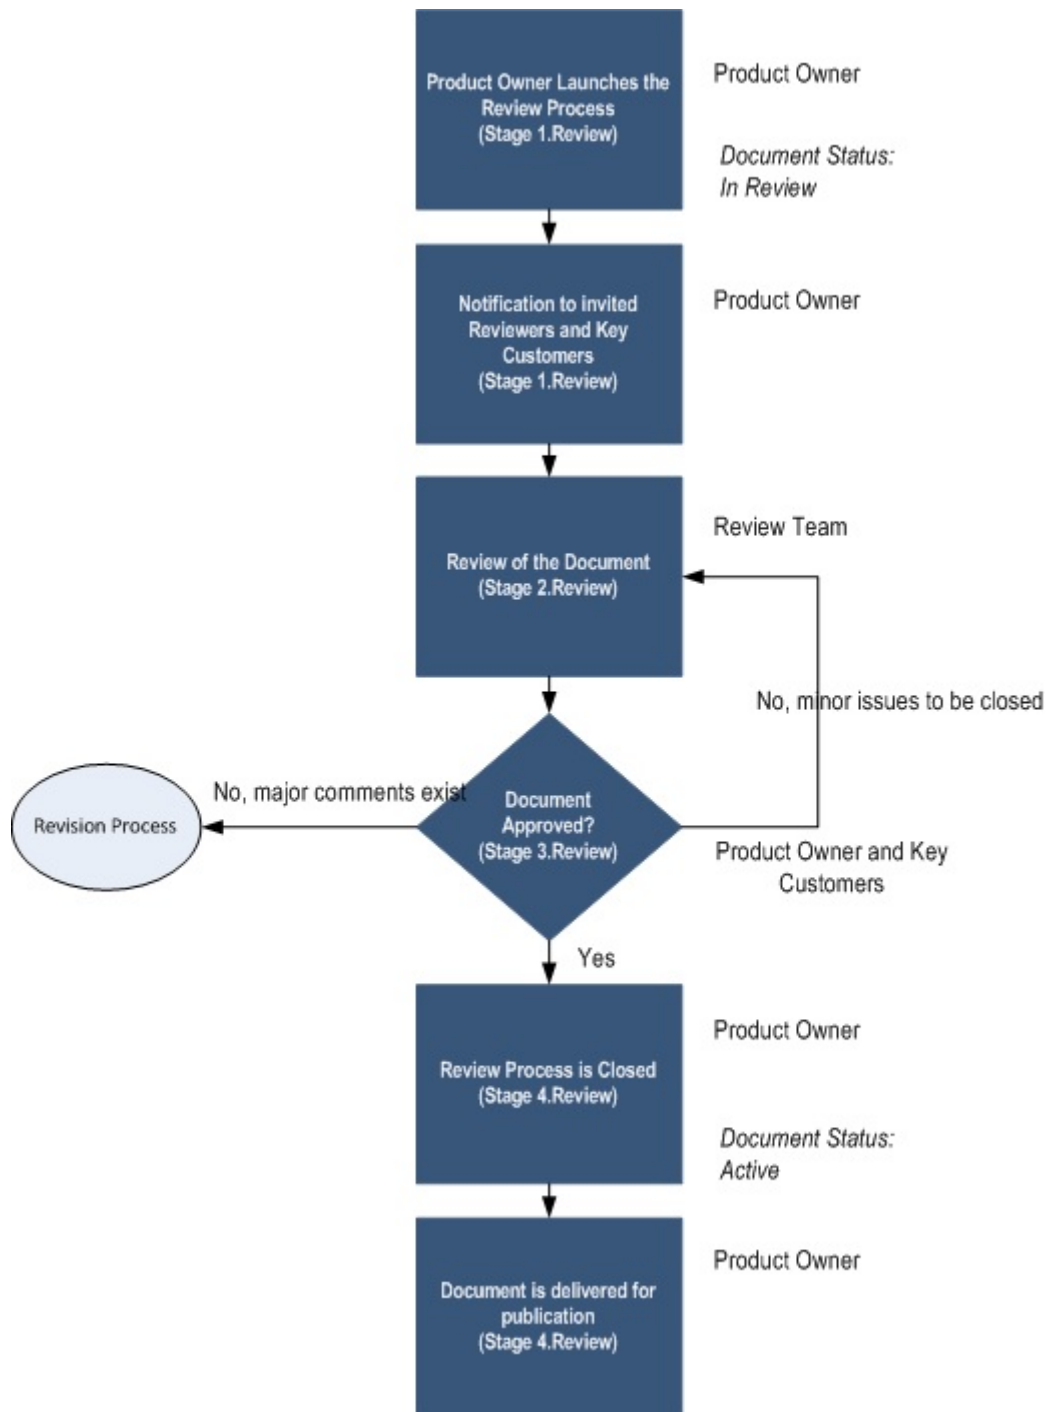 Product Owner Launches the
Review Process
(Stage 1.Review)
Product Owner
Document Status:
In Review
Notification to invited
Reviewers and Key
Customers
(Stage 1.Review)
Product Owner
Review of the Document
(Stage 2.Review)
Review Team
No, minor issues to be closed
No, major comments exist
Revision Process
Document
Approved?
(Stage 3.Review)
Product Owner and Key
Customers
Yes
Review Process is Closed
(Stage 4.Review)
Product Owner
Document Status:
Active
Document is delivered for
publication
(Stage 4.Review)
Product Owner